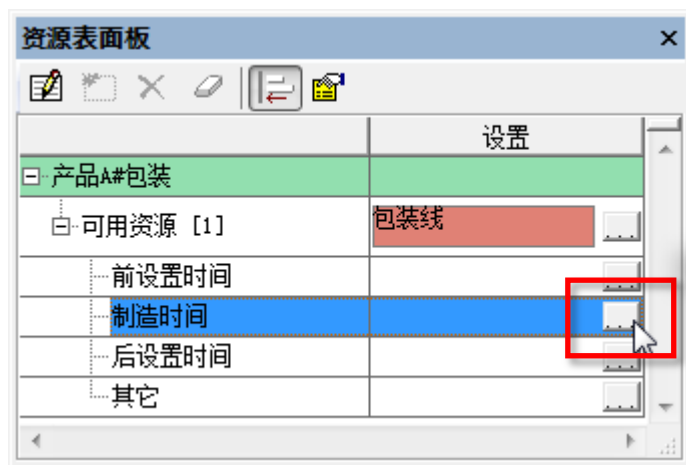 资源表面板
设置
产品A#包装
可用资源 [1] 包装线 ...
前设置时间 ...
制造时间 ...
后设置时间 ...
其它 ...